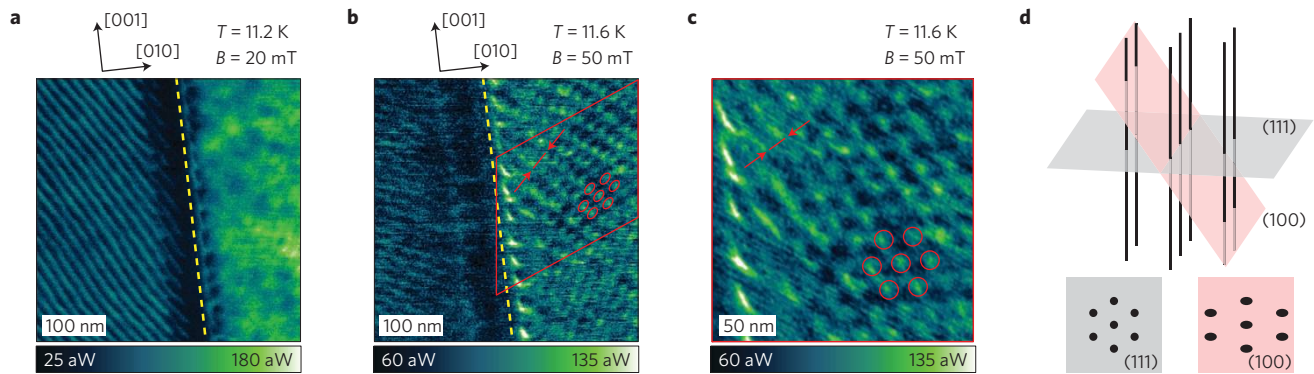 a
[001]
[010]
T = 11.2 K
B = 20 mT
100 nm
25 aW
180 aW
b
[001]
[010]
T = 11.6 K
B = 50 mT
100 nm
60 aW
135 aW
c
T = 11.6 K
B = 50 mT
50 nm
60 aW
135 aW
d
(111)
(100)
(111)
(100)